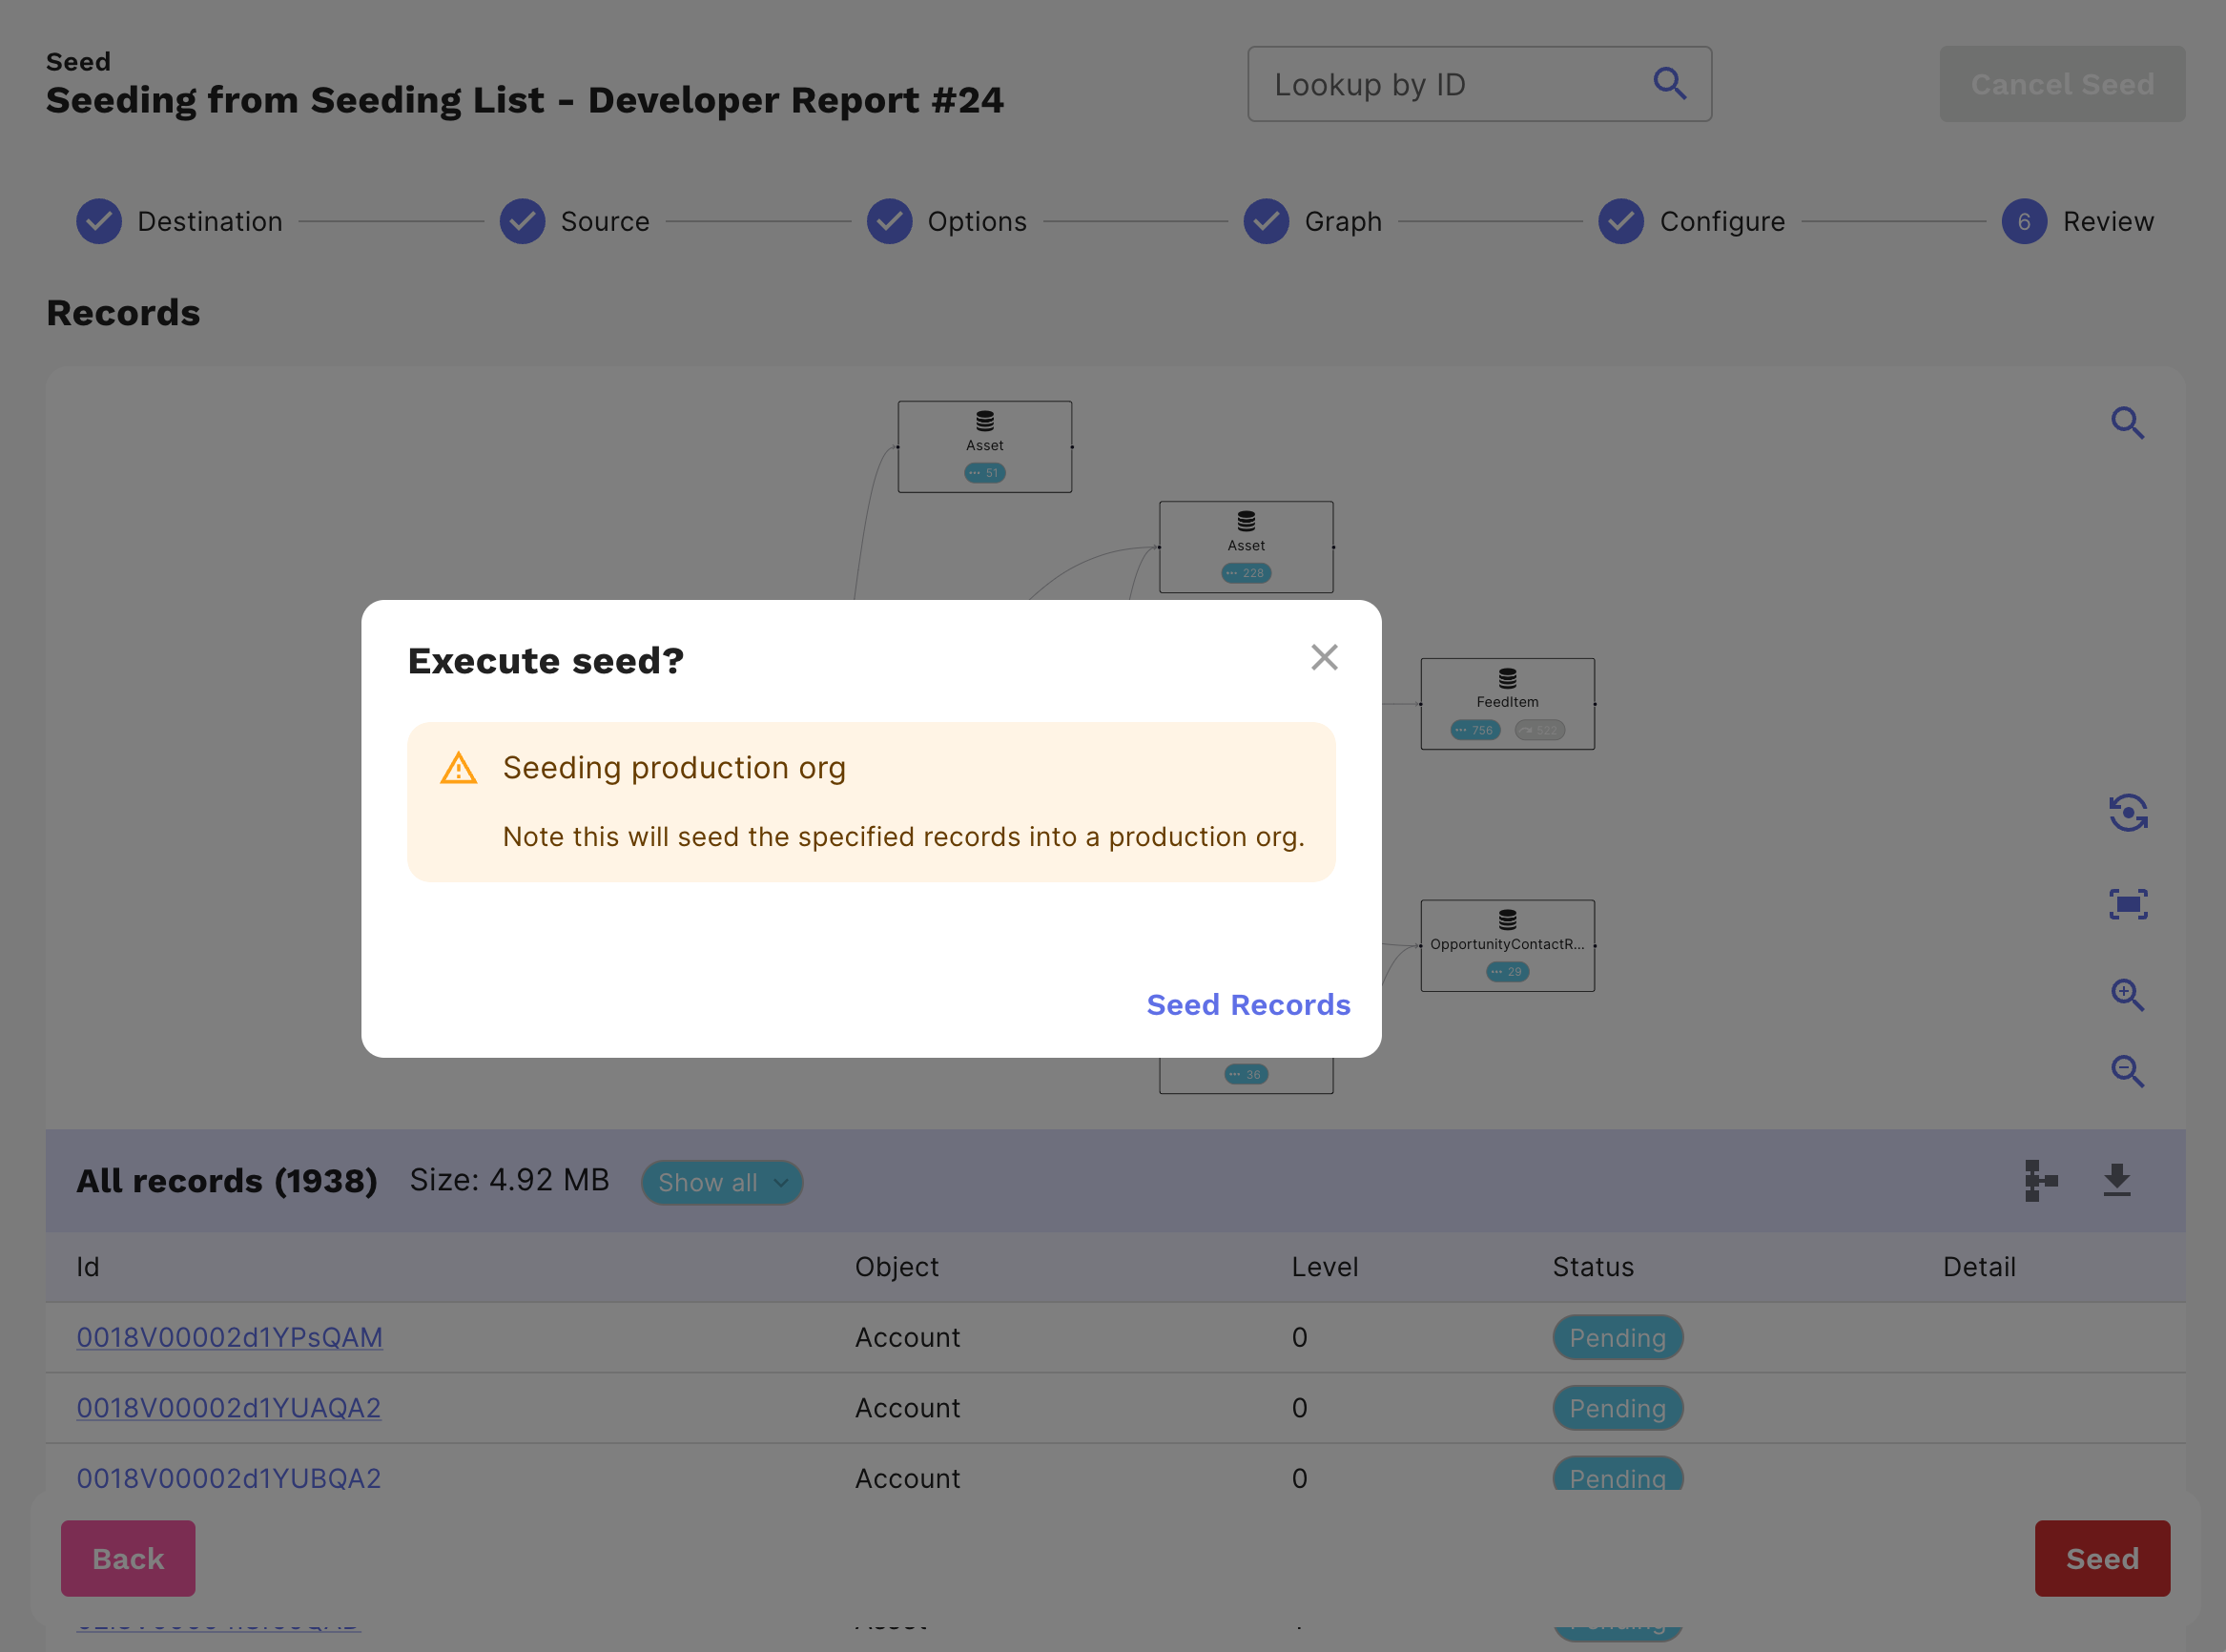 Seed
Seeding from Seeding List - Developer Report #24
Lookup by ID
Cancel Seed
Destination
Source
Options
Graph
Configure
6 Review
Records
Asset
··· 51
Asset
··· 228
Execute seed?
Seeding production org
Note this will seed the specified records into a production org.
Seed Records
FeedItem
··· 756
522
OpportunityContactR...
··· 29
··· 36
All records (1938) Size: 4.92 MB Show all
Id Object Level Status Detail
0018V00002d1YPsQAM Account 0 Pending
0018V00002d1YUAQA2 Account 0 Pending
0018V00002d1YUBQA2 Account 0 Pending
Back
Seed